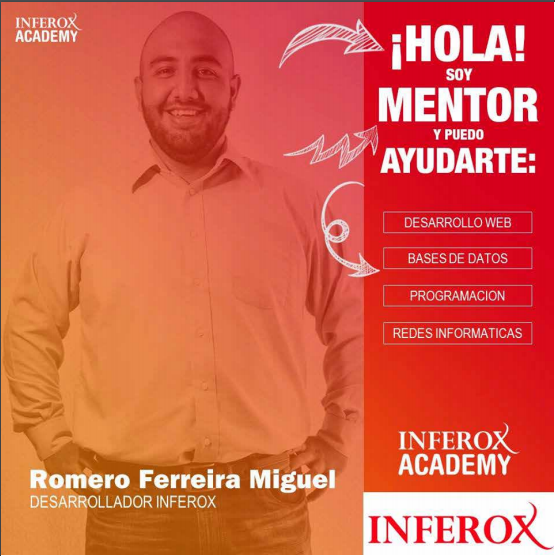 INFEROX
ACADEMY
¡HOLA!
SOY
MENTOR
Y PUEDO
AYUDARTE:
DESARROLLO WEB
BASES DE DATOS
PROGRAMACION
REDES INFORMATICAS
Romero Ferreira Miguel
DESARROLLADOR INFEROX
INFEROX
ACADEMY
INFEROX